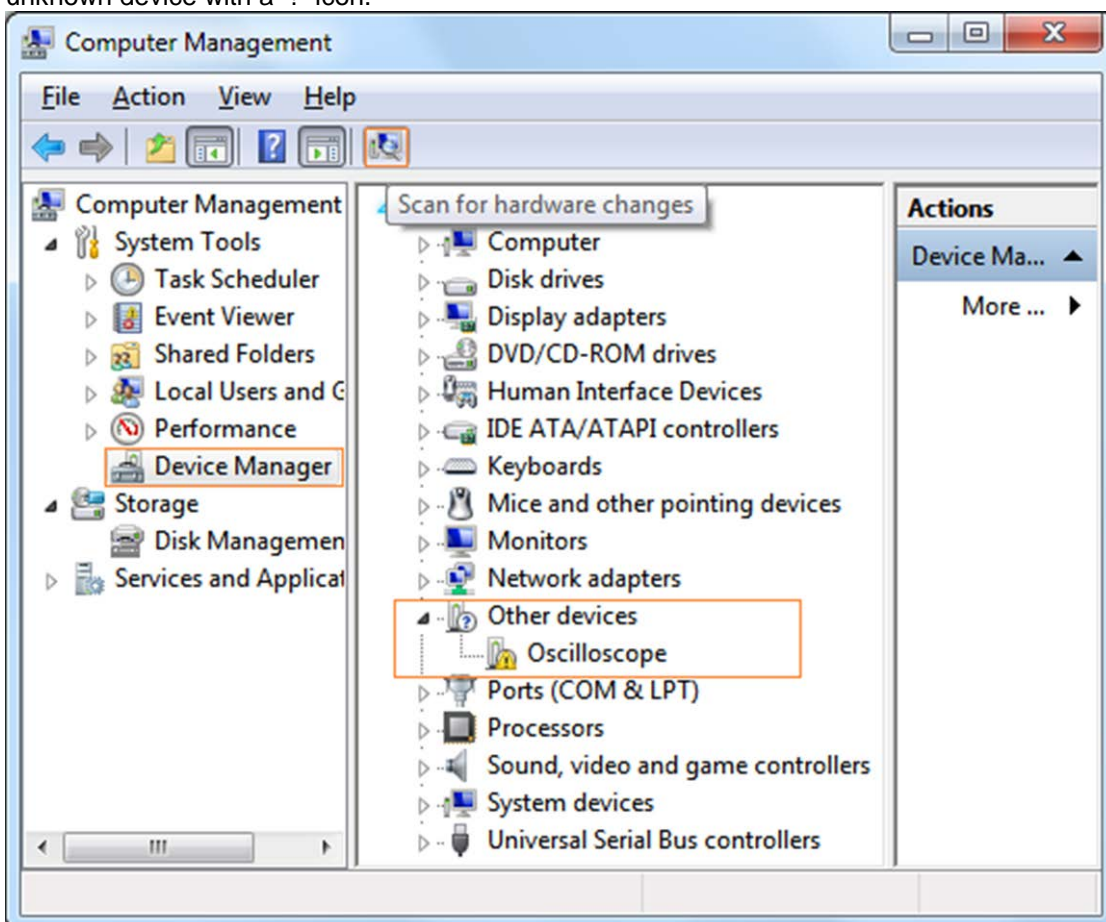 unknown device with a "?" icon.
Computer Management
File Action View Help
Scan for hardware changes
Computer Management
System Tools
Task Scheduler
Event Viewer
Shared Folders
Local Users and G
Performance
Device Manager
Storage
Disk Managemen
Services and Applicat
Computer
Disk drives
Display adapters
DVD/CD-ROM drives
Human Interface Devices
IDE ATA/ATAPI controllers
Keyboards
Mice and other pointing devices
Monitors
Network adapters
Other devices
Oscilloscope
Ports (COM & LPT)
Processors
Sound, video and game controllers
System devices
Universal Serial Bus controllers
Actions
Device Ma...
More ...